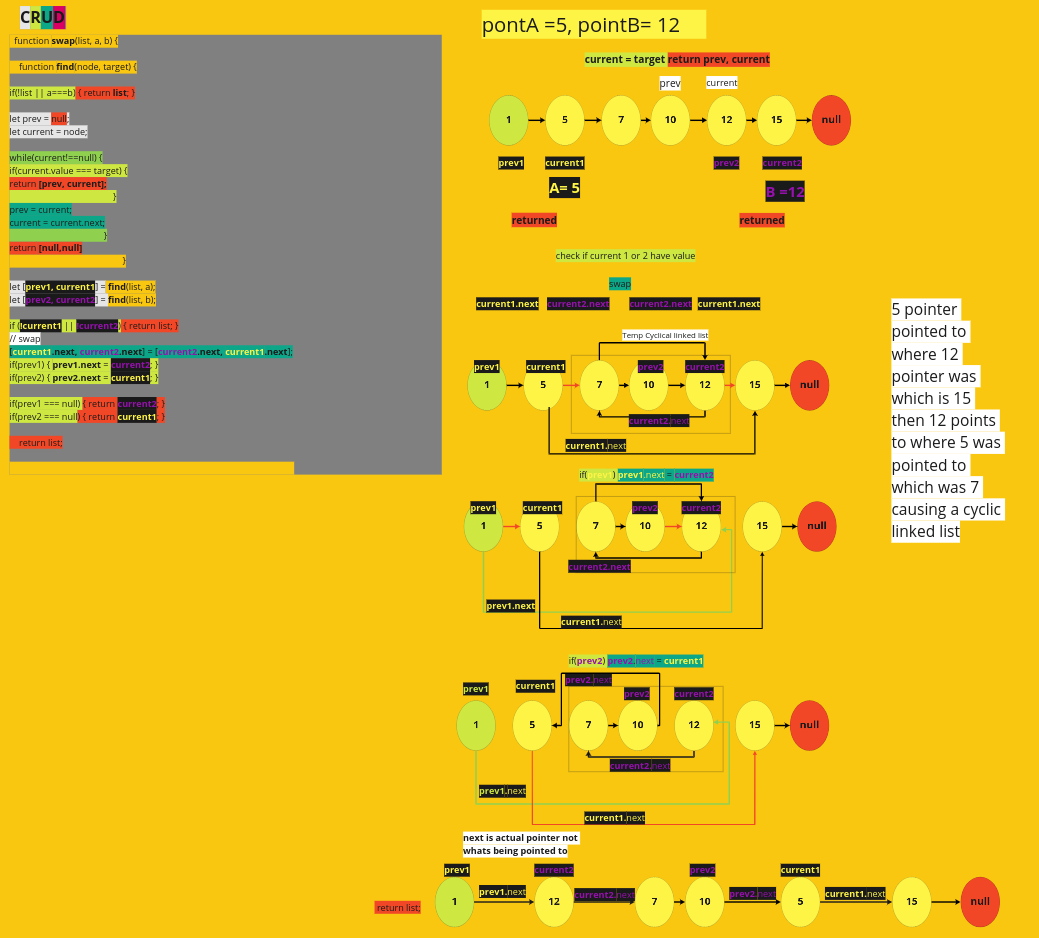 CRUD
function swap(list, a, b) {
function find(node, target) {
if(!list || a===b) { return list; }
let prev = null;
let current = node;
while(current!==null) {
if(current.value === target) {
return [prev, current];
}
prev = current;
current = current.next;
}
return [null,null]
}
let [prev1, current1] = find(list, a);
let [prev2, current2] = find(list, b);
if (!current1 || !current2) { return list; }
// swap
[current1.next, current2.next] = [current2.next, current1.next];
if(prev1) { prev1.next = current2; }
if(prev2) { prev2.next = current1; }
if(prev1 === null) { return current2; }
if(prev2 === null) { return current1; }
return list;
pontA =5, pointB= 12
current = target return prev, current
prev current
1 5 7 10 12 15 null
prev1 current1 prev2 current2
A= 5 B =12
returned returned
check if current 1 or 2 have value
swap
current1.next current2.next current2.next current1.next
Temp Cyclical linked list
prev1 current1 prev2 current2
1 5 7 10 12 15 null
current2.next
current1.next
if(prev1) prev1.next = current2
prev1 current1 prev2 current2
1 5 7 10 12 15 null
current2.next
prev1.next
current1.next
if(prev2) prev2.next = current1
prev2.next
prev1 current1 prev2 current2
1 5 7 10 12 15 null
current2.next
prev1.next
current1.next
next is actual pointer not
whats being pointed to
prev1 current2 prev2 current1
prev1.next current2.next prev2.next current1.next
return list; 1 12 7 10 5 15 null
5 pointer
pointed to
where 12
pointer was
which is 15
then 12 points
to where 5 was
pointed to
which was 7
causing a cyclic
linked list